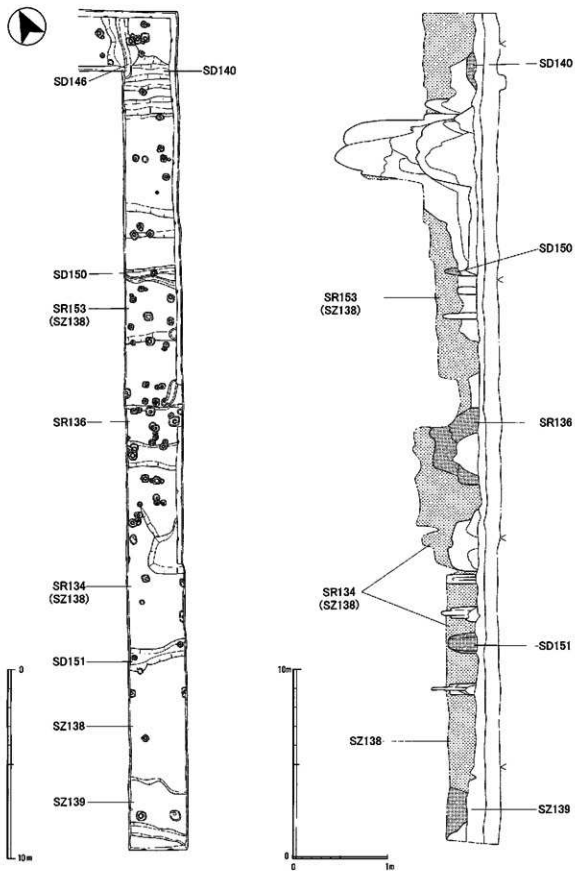 SD146
SD140
SD150
SR153
(SZ138)
SR136
SR134
(SZ138)
SD151
SZ138
SZ139
0
10m
SD140
SD150
SR153
(SZ138)
SR136
SR134
(SZ138)
SD151
SZ138
SZ139
10m
0
0
1m